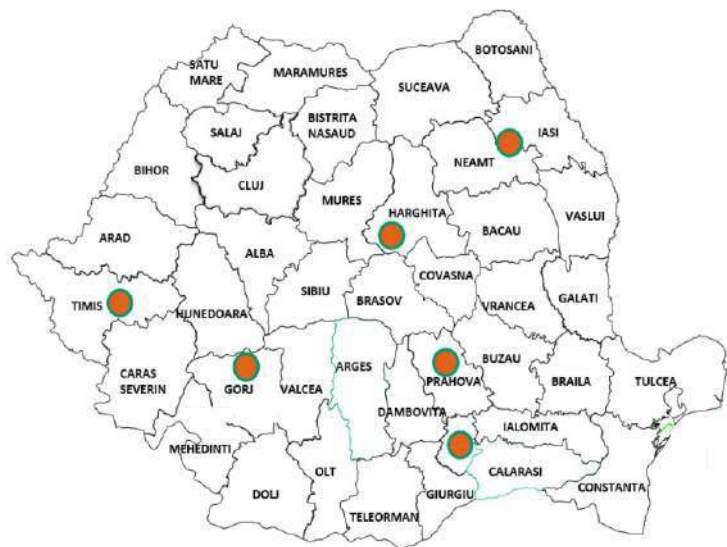 BOTOSANI
SATU
MARE
MARAMURES
SUCEAVA
BISTRITA
NASAUD
SALAJ
IASI
NEAMT
BIHOR
CLUJ
MURES
HARGHITA
VASLUI
BACAU
ARAD
ALBA
COVASNA
SIBIU
BRASOV
VRANCEA
GALATI
TIMIS
HUNEDOARA
CARAS
SEVERIN
GORJ
VALCEA
ARGES
PRAHOVA
BUZAU
BRAILA
TULCEA
DAMBOVITA
IALOMITA
MEHEDINTI
OLT
CALARASI
CONSTANTA
DOLJ
GIURGIU
TELEORMAN